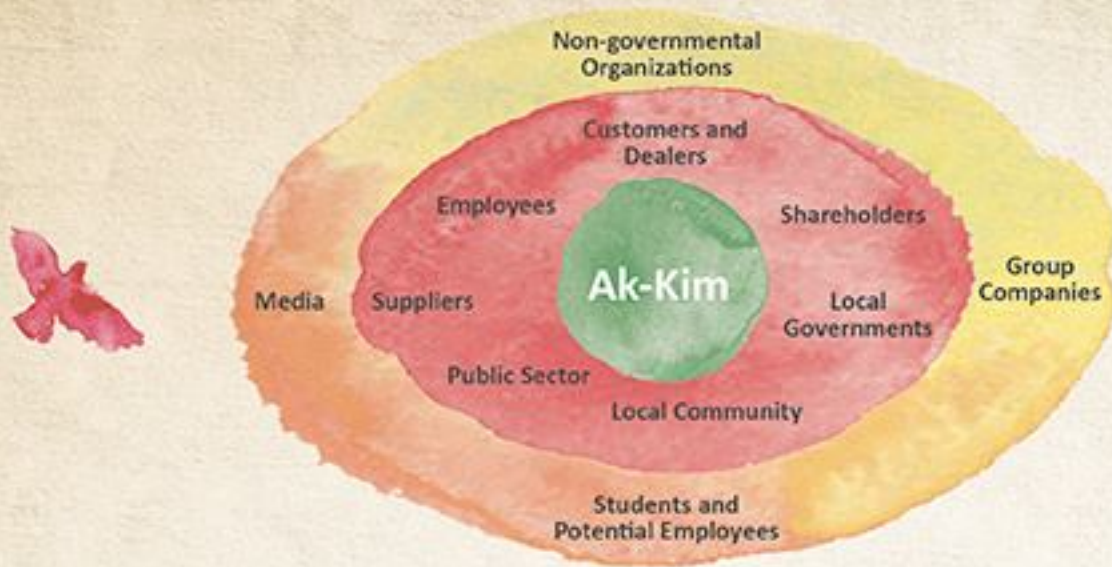 Non-governmental
Organizations
Customers and
Dealers
Employees
Shareholders
Ak-Kim
Group
Companies
Media
Suppliers
Local
Governments
Public Sector
Local Community
Students and
Potential Employees